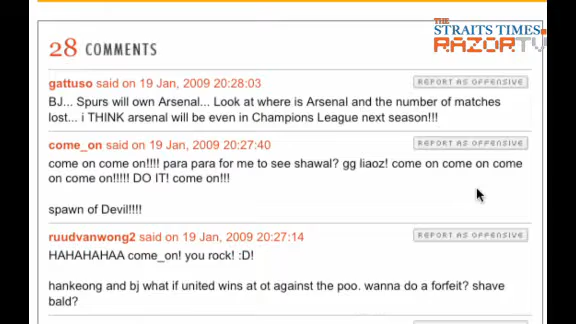 THE
STRAITS TIMES
RAZORTV
28 COMMENTS
gattuso said on 19 Jan, 2009 20:28:03
REPORT AS OFFENSIVE
BJ... Spurs will own Arsenal... Look at where is Arsenal and the number of matches
lost... i THINK arsenal will be even in Champions League next season!!!
come_on said on 19 Jan, 2009 20:27:40
REPORT AS OFFENSIVE
come on come on!!!! para para for me to see shawal? gg liaoz! come on come on come
on come on!!!!! DO IT! come on!!!
spawn of Devil!!!!
ruudvanwong2 said on 19 Jan, 2009 20:27:14
REPORT AS OFFENSIVE
HAHAHAHAA come_on! you rock! :D!
hankeong and bj what if united wins at ot against the poo. wanna do a forfeit? shave
bald?